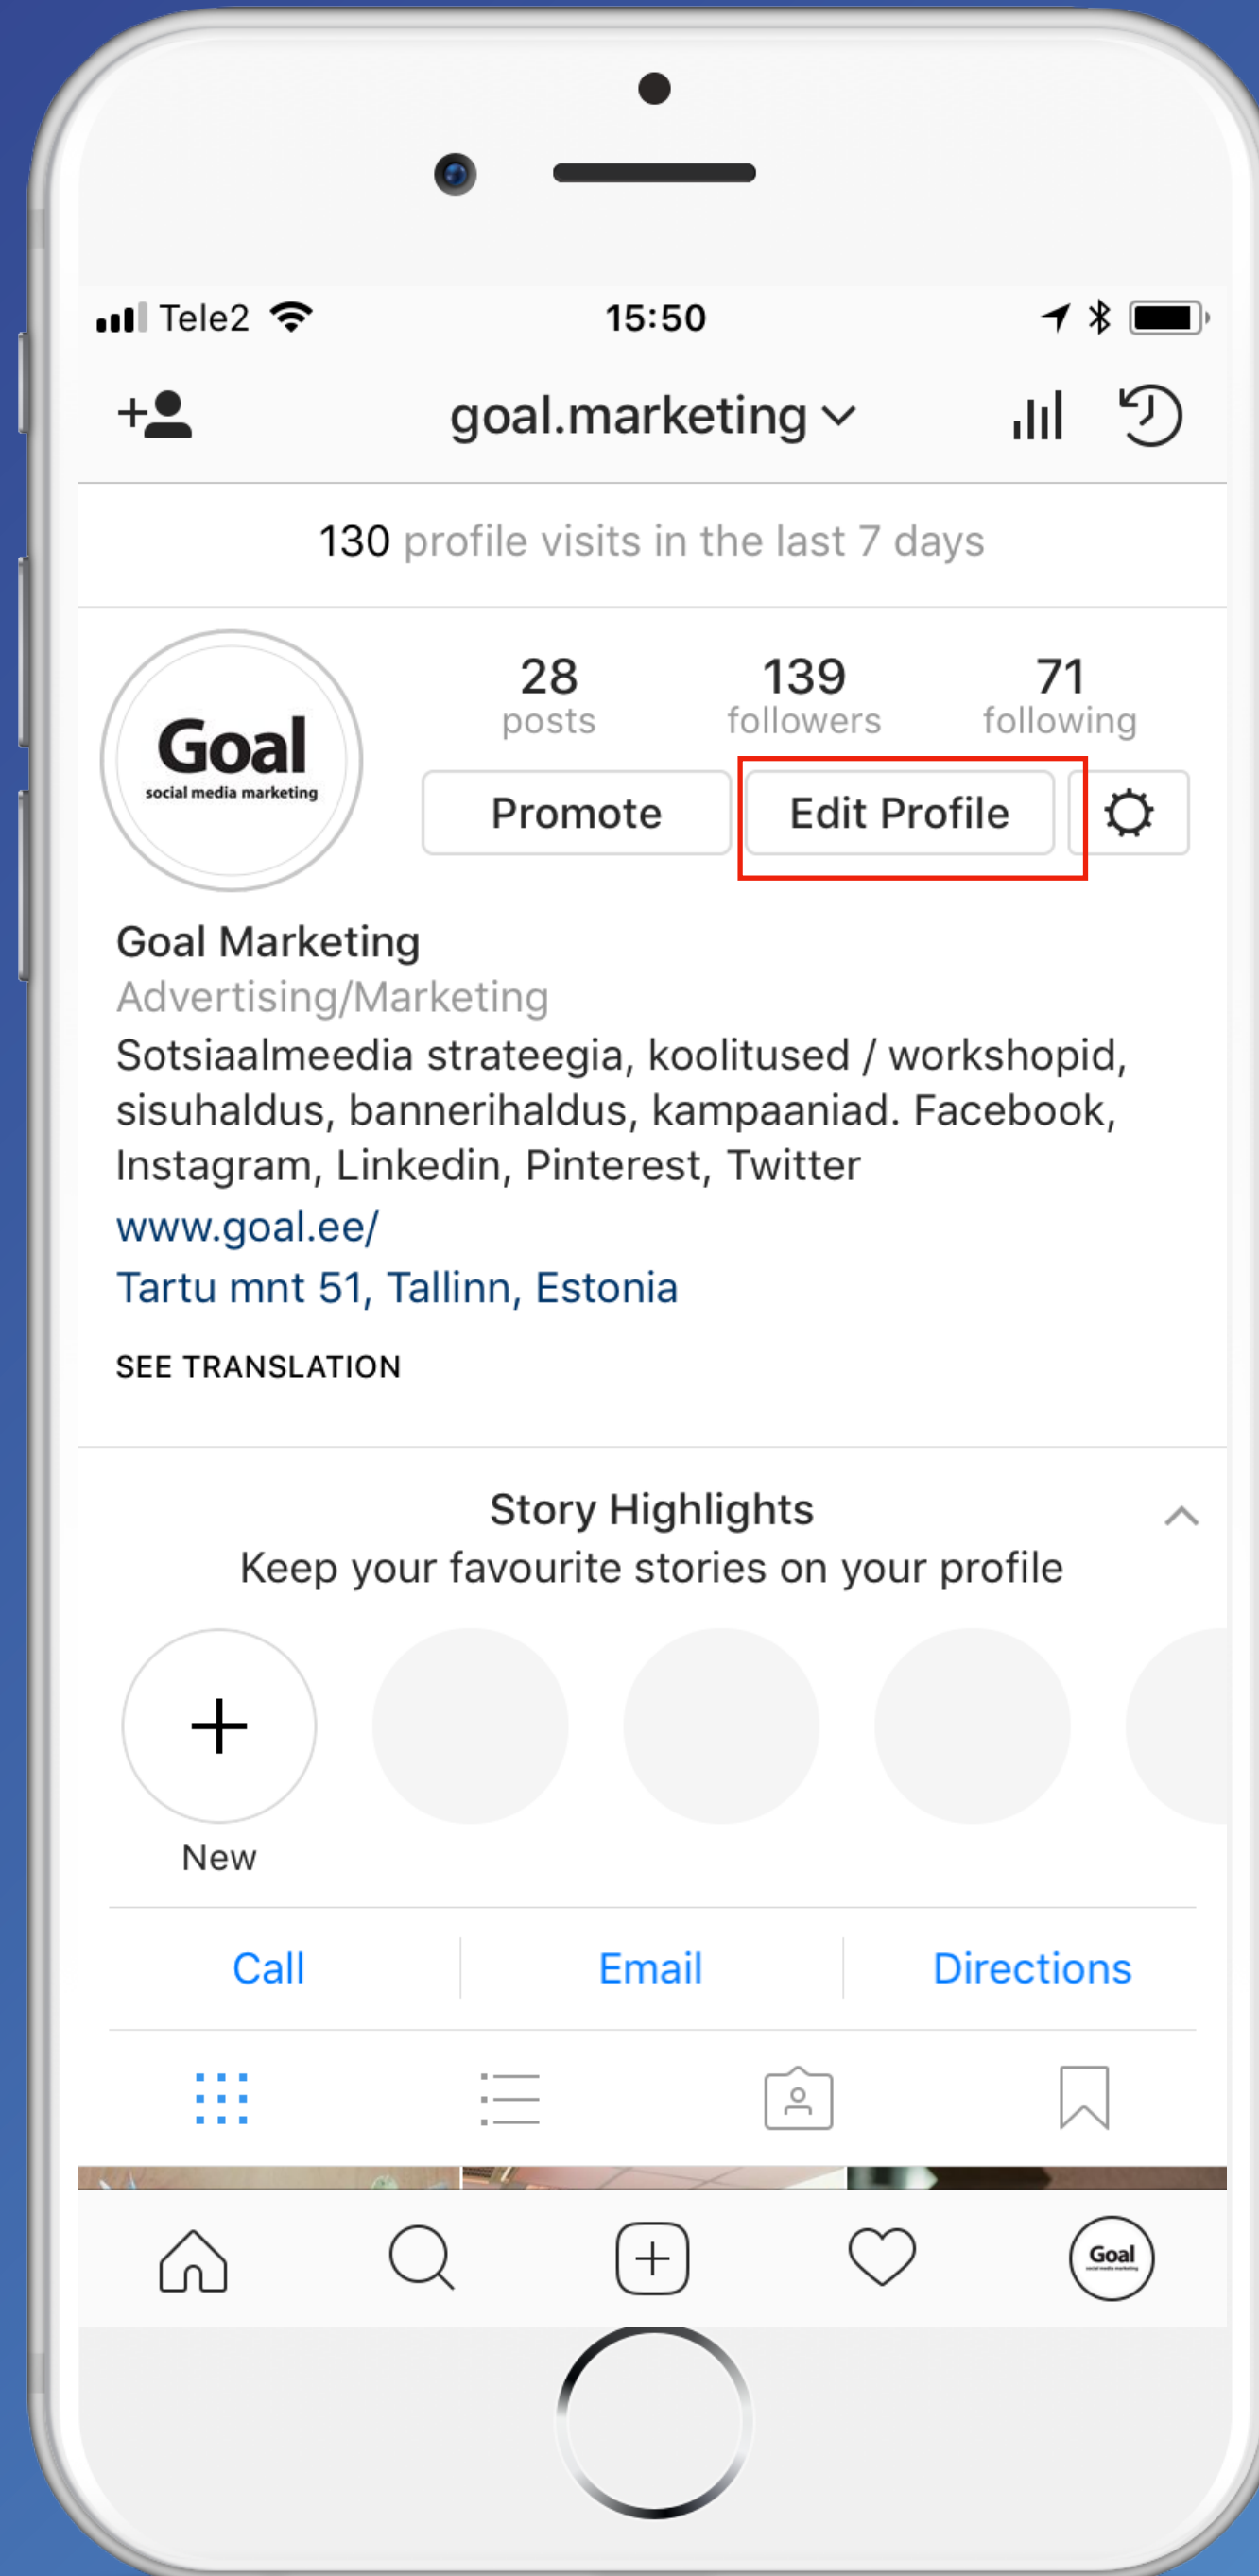 Tele2
15:50
goal.marketing
130 profile visits in the last 7 days
Goal
social media marketing
28
posts
139
followers
71
following
Promote
Edit Profile
Goal Marketing
Advertising/Marketing
Sotsiaalmeedia strateegia, koolitused / workshopid,
sisuhaldus, bannerihaldus, kampaaniad. Facebook,
Instagram, Linkedin, Pinterest, Twitter
www.goal.ee/
Tartu mnt 51, Tallinn, Estonia
SEE TRANSLATION
Story Highlights
Keep your favourite stories on your profile
New
Call
Email
Directions
Goal
social media marketing